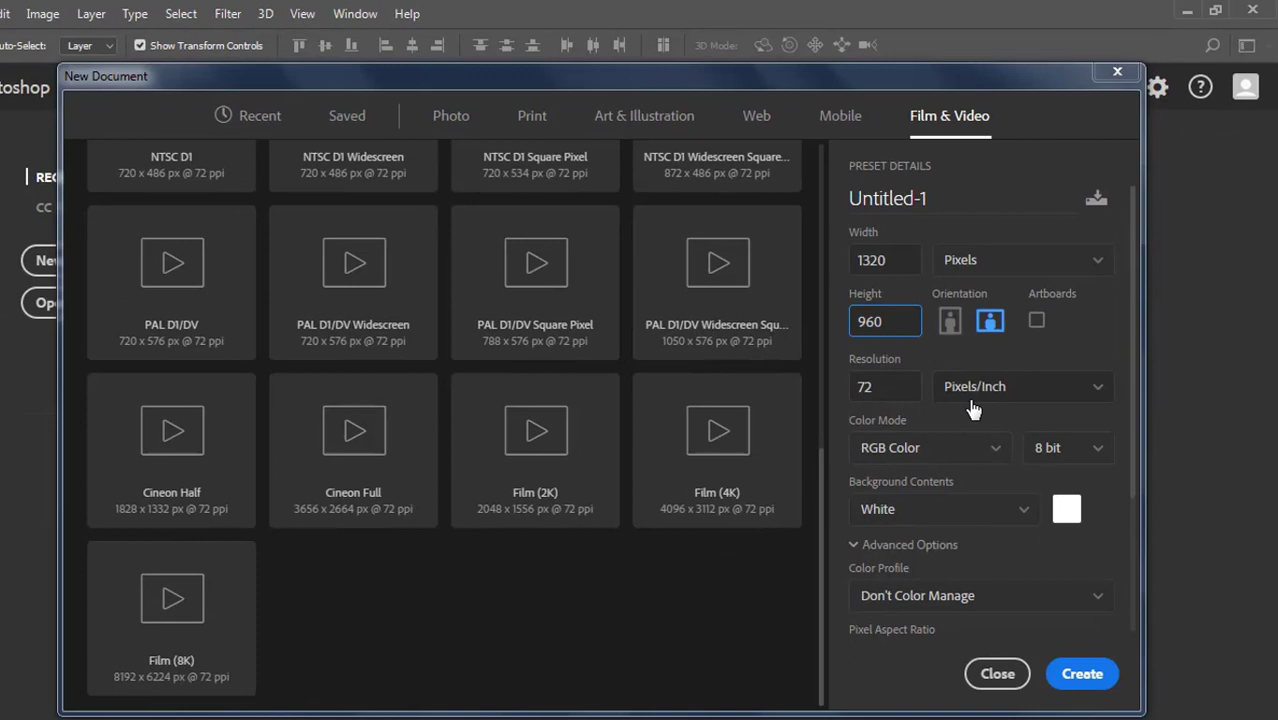 dit Image Layer Type Select Filter 3D View Window Help
uto-Select: Layer Show Transform Controls 3D Mode:
New Document
toshop
Recent Saved Photo Print Art & Illustration Web Mobile Film & Video
NTSC D1 NTSC D1 Widescreen NTSC D1 Square Pixel NTSC D1 Widescreen Square...
720 x 486 px @ 72 ppi 720 x 486 px @ 72 ppi 720 x 534 px @ 72 ppi 872 x 486 px @ 72 ppi
PAL D1/DV PAL D1/DV Widescreen PAL D1/DV Square Pixel PAL D1/DV Widescreen Squ...
720 x 576 px @ 72 ppi 720 x 576 px @ 72 ppi 788 x 576 px @ 72 ppi 1050 x 576 px @ 72 ppi
Cineon Half Cineon Full Film (2K) Film (4K)
1828 x 1332 px @ 72 ppi 3656 x 2664 px @ 72 ppi 2048 x 1556 px @ 72 ppi 4096 x 3112 px @ 72 ppi
Film (8K)
8192 x 6224 px @ 72 ppi
REC
CC
New
Ope
PRESET DETAILS
Untitled-1
Width
1320 Pixels
Height Orientation Artboards
960
Resolution
72 Pixels/Inch
Color Mode
RGB Color 8 bit
Background Contents
White
Advanced Options
Color Profile
Don't Color Manage
Pixel Aspect Ratio
Close Create